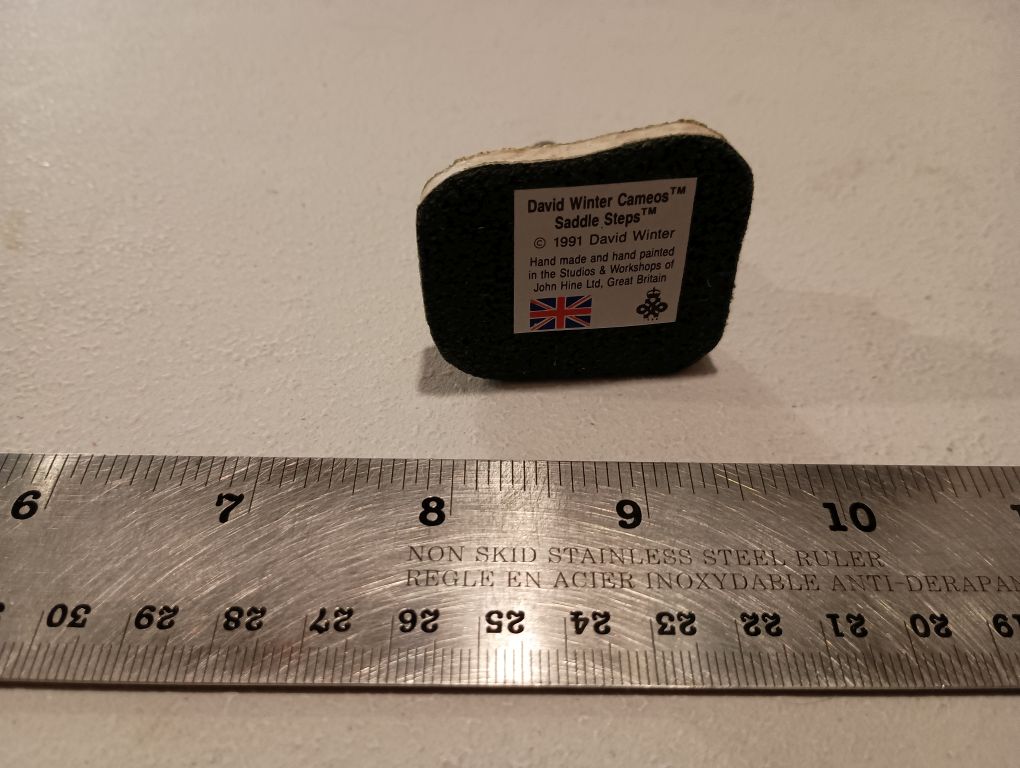 David Winter Cameos™
Saddle Steps™
© 1991 David Winter
Hand made and hand painted
in the Studios & Workshops of
John Hine Ltd, Great Britain
6 7 8 9 10
NON SKID STAINLESS STEEL RULER
REGLE EN ACIER INOXYDABLE ANTI-DERAPAN
30 29 28 27 26 25 24 23 22 21 20 19